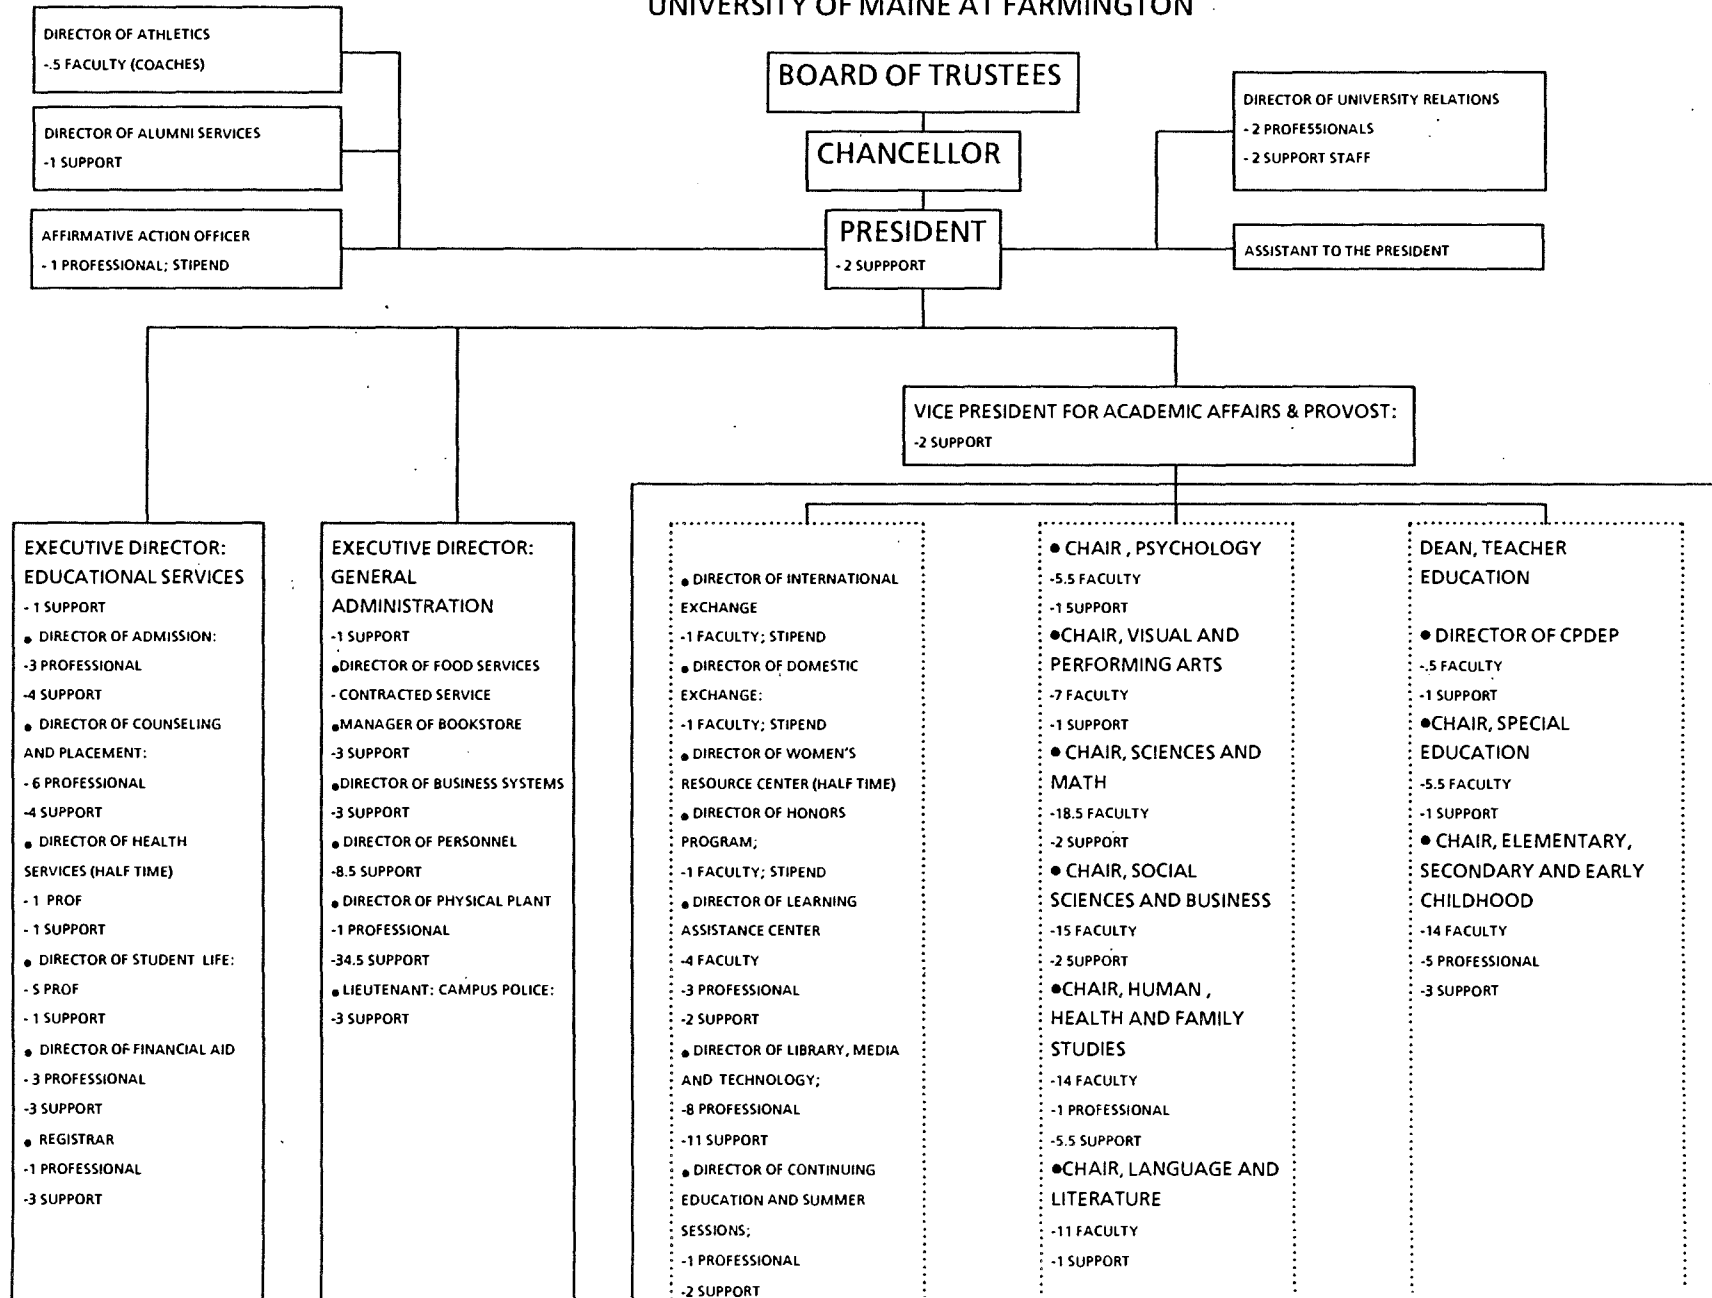 UNIVERSITY OF MAINE AT FARMINGTON
DIRECTOR OF ATHLETICS
-.5 FACULTY (COACHES)
DIRECTOR OF ALUMNI SERVICES
-1 SUPPORT
AFFIRMATIVE ACTION OFFICER
- 1 PROFESSIONAL; STIPEND
BOARD OF TRUSTEES
CHANCELLOR
PRESIDENT
- 2 SUPPPORT
DIRECTOR OF UNIVERSITY RELATIONS
- 2 PROFESSIONALS
- 2 SUPPORT STAFF
ASSISTANT TO THE PRESIDENT
VICE PRESIDENT FOR ACADEMIC AFFAIRS & PROVOST:
-2 SUPPORT
EXECUTIVE DIRECTOR:
EDUCATIONAL SERVICES
- 1 SUPPORT
• DIRECTOR OF ADMISSION:
-3 PROFESSIONAL
-4 SUPPORT
• DIRECTOR OF COUNSELING
AND PLACEMENT:
- 6 PROFESSIONAL
-4 SUPPORT
• DIRECTOR OF HEALTH
SERVICES (HALF TIME)
- 1 PROF
- 1 SUPPORT
• DIRECTOR OF STUDENT LIFE:
- 5 PROF
- 1 SUPPORT
• DIRECTOR OF FINANCIAL AID
- 3 PROFESSIONAL
-3 SUPPORT
• REGISTRAR
-1 PROFESSIONAL
-3 SUPPORT
EXECUTIVE DIRECTOR:
GENERAL
ADMINISTRATION
-1 SUPPORT
•DIRECTOR OF FOOD SERVICES
- CONTRACTED SERVICE
•MANAGER OF BOOKSTORE
-3 SUPPORT
•DIRECTOR OF BUSINESS SYSTEMS
-3 SUPPORT
• DIRECTOR OF PERSONNEL
-8.5 SUPPORT
• DIRECTOR OF PHYSICAL PLANT
-1 PROFESSIONAL
-34.5 SUPPORT
• LIEUTENANT: CAMPUS POLICE:
-3 SUPPORT
• DIRECTOR OF INTERNATIONAL
EXCHANGE
-1 FACULTY; STIPEND
• DIRECTOR OF DOMESTIC
EXCHANGE:
-1 FACULTY; STIPEND
• DIRECTOR OF WOMEN'S
RESOURCE CENTER (HALF TIME)
• DIRECTOR OF HONORS
PROGRAM;
-1 FACULTY; STIPEND
• DIRECTOR OF LEARNING
ASSISTANCE CENTER
-4 FACULTY
-3 PROFESSIONAL
-2 SUPPORT
• DIRECTOR OF LIBRARY, MEDIA
AND TECHNOLOGY;
-8 PROFESSIONAL
-11 SUPPORT
• DIRECTOR OF CONTINUING
EDUCATION AND SUMMER
SESSIONS;
-1 PROFESSIONAL
-2 SUPPORT
• CHAIR , PSYCHOLOGY
-5.5 FACULTY
-1 SUPPORT
•CHAIR, VISUAL AND
PERFORMING ARTS
-7 FACULTY
-1 SUPPORT
• CHAIR, SCIENCES AND
MATH
-18.5 FACULTY
-2 SUPPORT
• CHAIR, SOCIAL
SCIENCES AND BUSINESS
-15 FACULTY
-2 SUPPORT
•CHAIR, HUMAN ,
HEALTH AND FAMILY
STUDIES
-14 FACULTY
-1 PROFESSIONAL
-5.5 SUPPORT
•CHAIR, LANGUAGE AND
LITERATURE
-11 FACULTY
-1 SUPPORT
DEAN, TEACHER
EDUCATION
• DIRECTOR OF CPDEP
-.5 FACULTY
-1 SUPPORT
•CHAIR, SPECIAL
EDUCATION
-5.5 FACULTY
-1 SUPPORT
• CHAIR, ELEMENTARY,
SECONDARY AND EARLY
CHILDHOOD
-14 FACULTY
-5 PROFESSIONAL
-3 SUPPORT